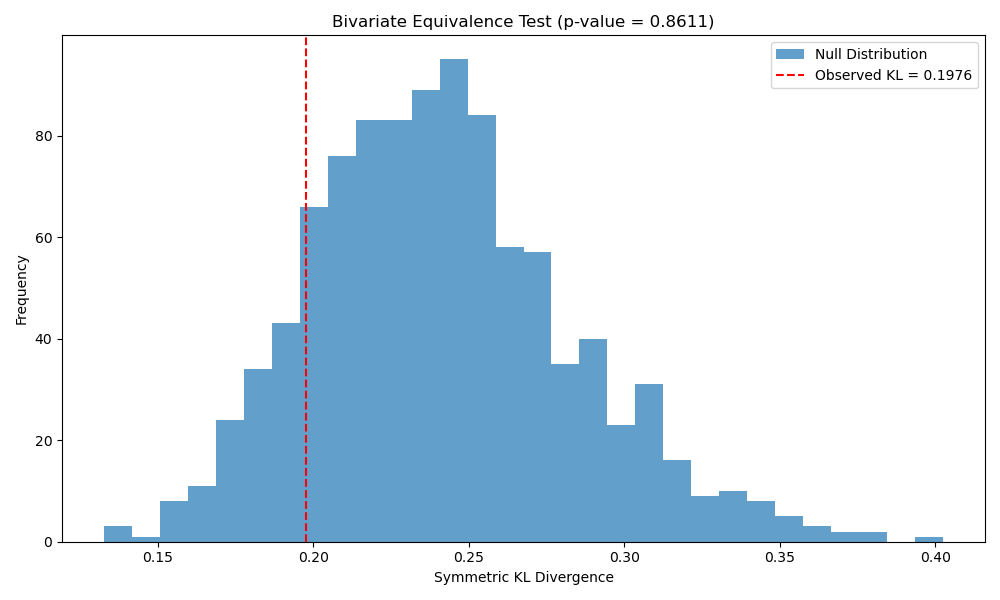 Bivariate Equivalence Test (p-value = 0.8611)
Null Distribution
Observed KL = 0.1976
Frequency
80
60
40
20
0
0.15 0.20 0.25 0.30 0.35 0.40
Symmetric KL Divergence